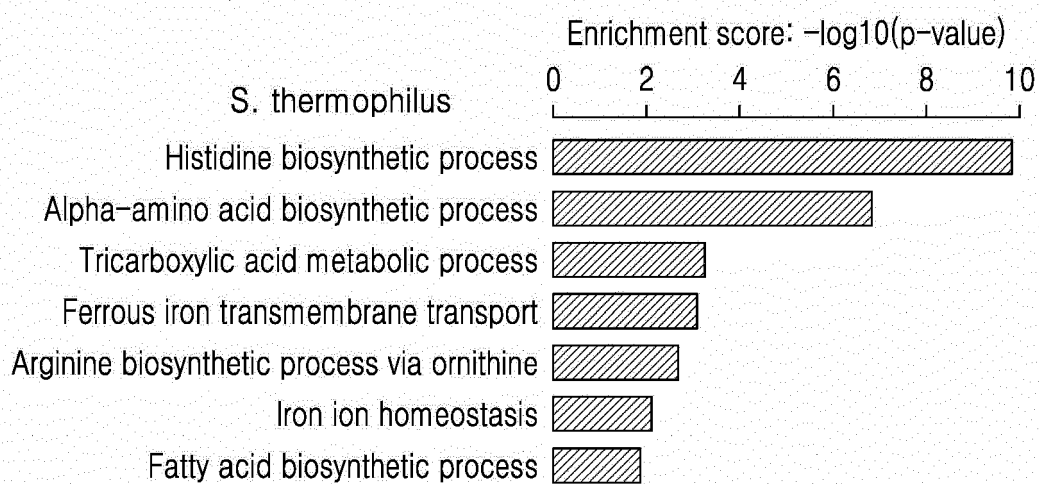 Enrichment score: -log10(p-value)
0 2 4 6 8 10
S. thermophilus
Histidine biosynthetic process
Alpha-amino acid biosynthetic process
Tricarboxylic acid metabolic process
Ferrous iron transmembrane transport
Arginine biosynthetic process via ornithine
Iron ion homeostasis
Fatty acid biosynthetic process